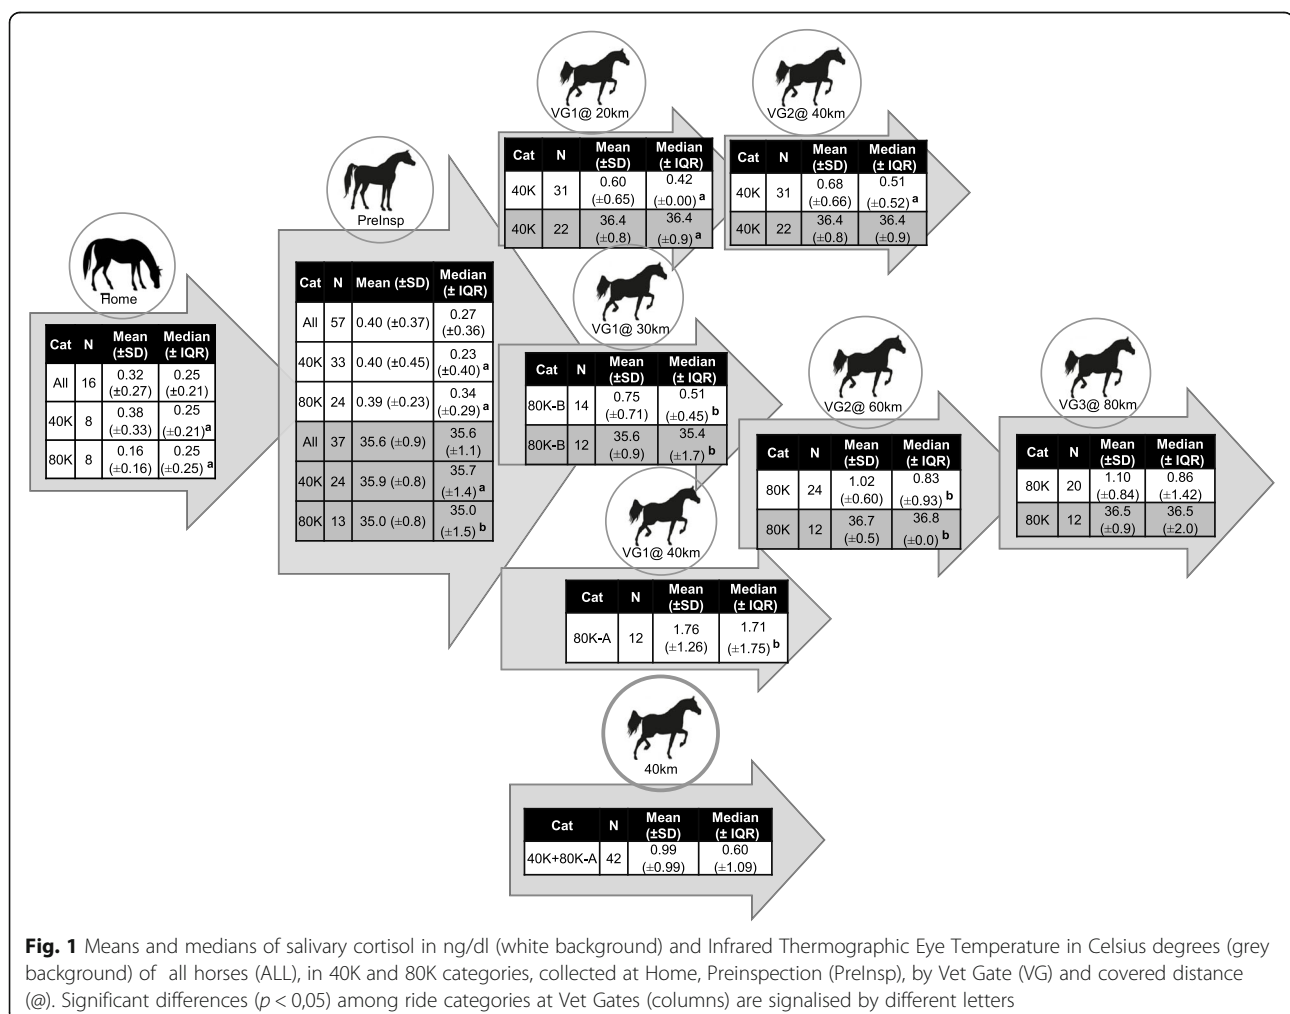 VG1@ 20km
Cat N Mean (±SD) Median (± IQR)
40K 31 0.60 (±0.65) 0.42 (±0.00) a
40K 22 36.4 (±0.8) 36.4 (±0.9) a
VG2@ 40km
Cat N Mean (±SD) Median (± IQR)
40K 31 0.68 (±0.66) 0.51 (±0.52) a
40K 22 36.4 (±0.8) 36.4 (±0.9)
PreInsp
Cat N Mean (±SD) Median (± IQR)
All 57 0.40 (±0.37) 0.27 (±0.36)
40K 33 0.40 (±0.45) 0.23 (±0.40) a
80K 24 0.39 (±0.23) 0.34 (±0.29) a
All 37 35.6 (±0.9) 35.6 (±1.1)
40K 24 35.9 (±0.8) 35.7 (±1.4) a
80K 13 35.0 (±0.8) 35.0 (±1.5) b
Home
Cat N Mean (±SD) Median (± IQR)
All 16 0.32 (±0.27) 0.25 (±0.21)
40K 8 0.38 (±0.33) 0.25 (±0.21) a
80K 8 0.16 (±0.16) 0.25 (±0.25) a
VG1@ 30km
Cat N Mean (±SD) Median (± IQR)
80K-B 14 0.75 (±0.71) 0.51 (±0.45) b
80K-B 12 35.6 (±0.9) 35.4 (±1.7) b
VG2@ 60km
Cat N Mean (±SD) Median (± IQR)
80K 24 1.02 (±0.60) 0.83 (±0.93) b
80K 12 36.7 (±0.5) 36.8 (±0.0) b
VG3@ 80km
Cat N Mean (±SD) Median (± IQR)
80K 20 1.10 (±0.84) 0.86 (±1.42)
80K 12 36.5 (±0.9) 36.5 (±2.0)
VG1@ 40km
Cat N Mean (±SD) Median (± IQR)
80K-A 12 1.76 (±1.26) 1.71 (±1.75) b
40km
Cat N Mean (±SD) Median (± IQR)
40K+80K-A 42 0.99 (±0.99) 0.60 (±1.09)
Fig. 1 Means and medians of salivary cortisol in ng/dl (white background) and Infrared Thermographic Eye Temperature in Celsius degrees (grey
background) of all horses (ALL), in 40K and 80K categories, collected at Home, Preinspection (PreInsp), by Vet Gate (VG) and covered distance
(@). Significant differences (p < 0,05) among ride categories at Vet Gates (columns) are signalised by different letters